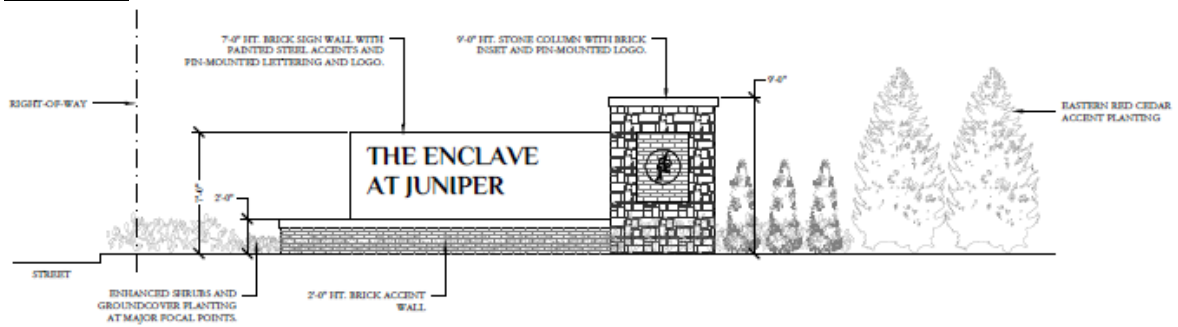 7'-0" HT. BRICK SIGN WALL WITH
PAINTED STEEL ACCENTS AND
PIN-MOUNTED LETTERING AND LOGO.
9'-0" HT. STONE COLUMN WITH BRICK
INSET AND PIN-MOUNTED LOGO.
9'-0"
RIGHT-OF-WAY
EASTERN RED CEDAR
ACCENT PLANTING
THE ENCLAVE
AT JUNIPER
7'-0"
2'-0"
STREET
ENHANCED SHRUBS AND
GROUNDCOVER PLANTING
AT MAJOR FOCAL POINTS.
2'-0" HT. BRICK ACCENT
WALL